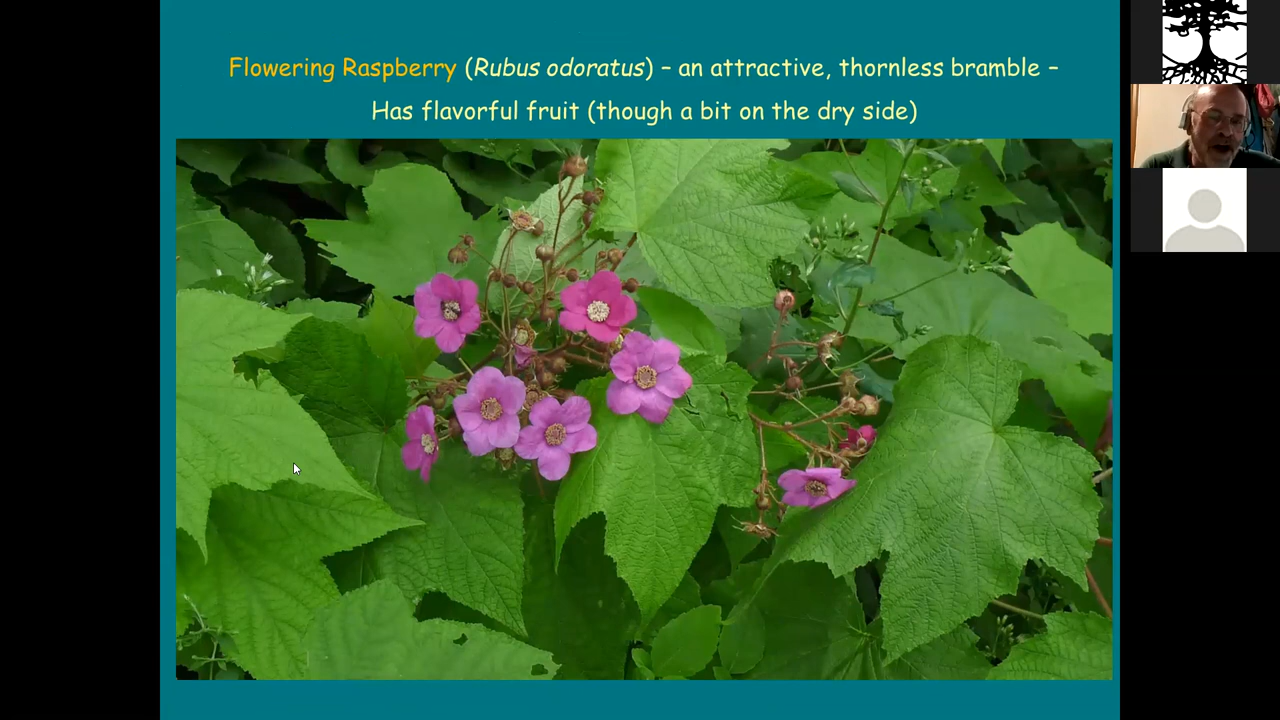 Flowering Raspberry (Rubus odoratus) – an attractive, thornless bramble –
Has flavorful fruit (though a bit on the dry side)